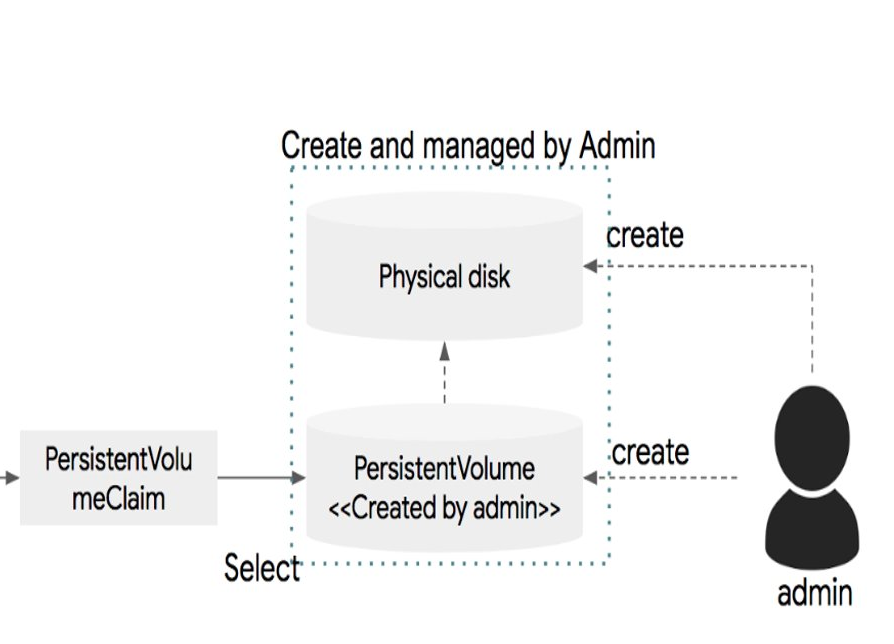 Create and managed by Admin
create
Physical disk
PersistentVolu
meClaim
PersistentVolume
<<Created by admin>>
create
Select
admin